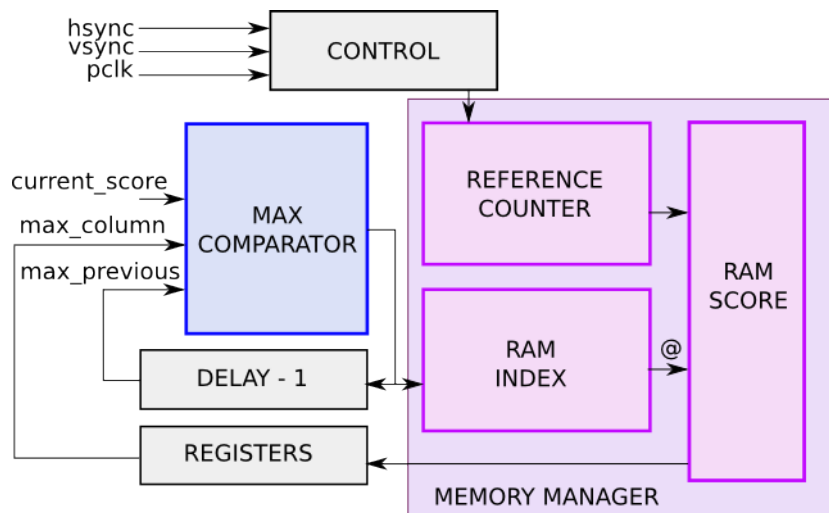 hsync
vsync
pclk
CONTROL
current_score
max_column
max_previous
MAX
COMPARATOR
REFERENCE
COUNTER
RAM
SCORE
RAM
INDEX
@
DELAY - 1
REGISTERS
MEMORY MANAGER